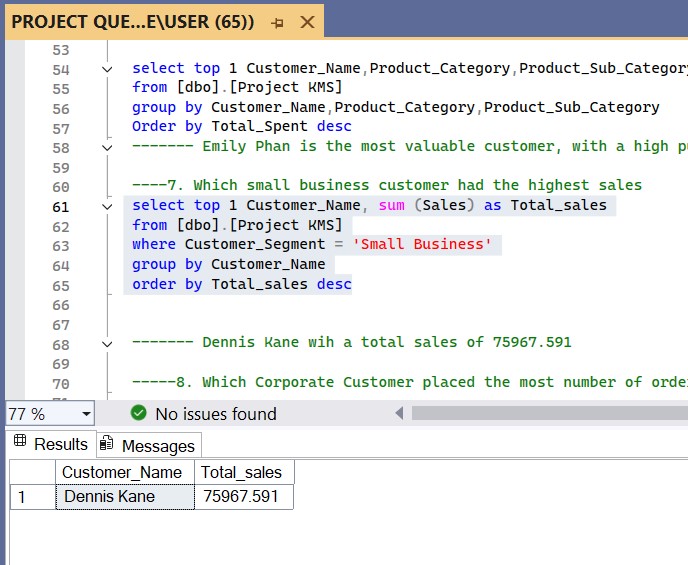 PROJECT QUE...E\USER (65))
53
54 select top 1 Customer_Name,Product_Category,Product_Sub_Category
55 from [dbo].[Project KMS]
56 group by Customer_Name,Product_Category,Product_Sub_Category
57 Order by Total_Spent desc
58 ------- Emily Phan is the most valuable customer, with a high
59
60 ----7. Which small business customer had the highest sales
61 select top 1 Customer_Name, sum (Sales) as Total_sales
62 from [dbo].[Project KMS]
63 where Customer_Segment = 'Small Business'
64 group by Customer_Name
65 order by Total_sales desc
66
67
68 ------- Dennis Kane wih a total sales of 75967.591
69
70 -----8. Which Corporate Customer placed the most number of
77 % No issues found
Results Messages
Customer_Name Total_sales
1 Dennis Kane 75967.591